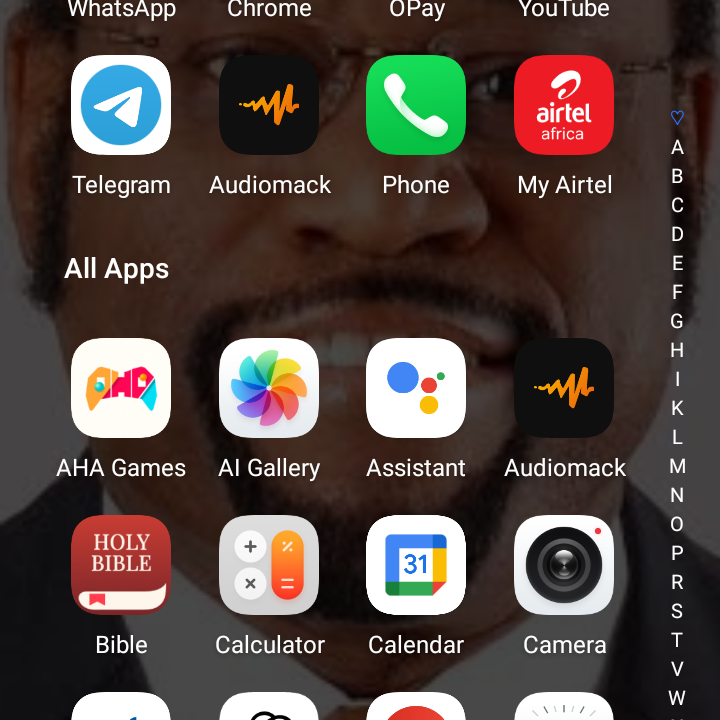 WhatsApp Chrome OPay YouTube
airtel
africa
Telegram Audiomack Phone My Airtel
♡
A
B
C
D
E
F
G
H
I
K
L
M
N
O
P
R
S
T
V
W
All Apps
AHA
AHA Games AI Gallery Assistant Audiomack
HOLY
BIBLE
+ %
× =
31
Bible Calculator Calendar Camera